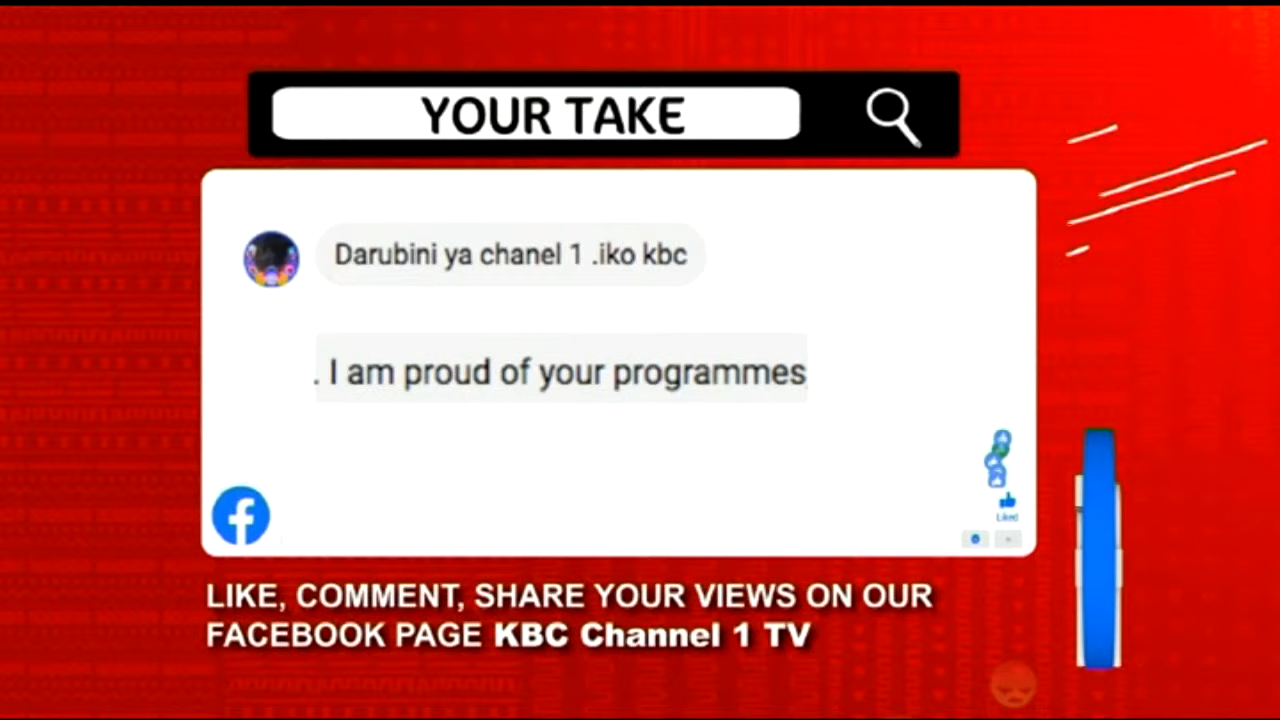 YOUR TAKE
Darubini ya chanel 1 .iko kbc
. I am proud of your programmes
Liked
LIKE, COMMENT, SHARE YOUR VIEWS ON OUR
FACEBOOK PAGE KBC Channel 1 TV